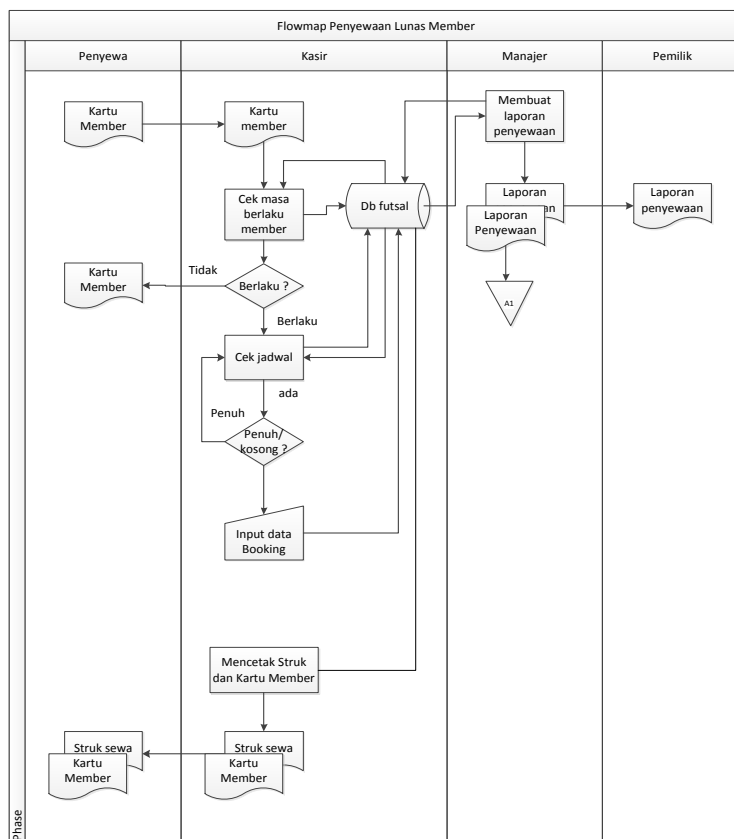 Flowmap Penyewaan Lunas Member
Penyewa
Kasir
Manajer
Pemilik
Kartu
Member
Kartu
member
Membuat
laporan
penyewaan
Cek masa
berlaku
member
Db futsal
Laporan
an
Laporan
Penyewaan
Laporan
penyewaan
Kartu
Member
Tidak
Berlaku ?
A1
Berlaku
Cek jadwal
ada
Penuh
Penuh/
kosong ?
Input data
Booking
Mencetak Struk
dan Kartu Member
Struk sewa
Kartu
Member
Struk sewa
Kartu
Member
Phase